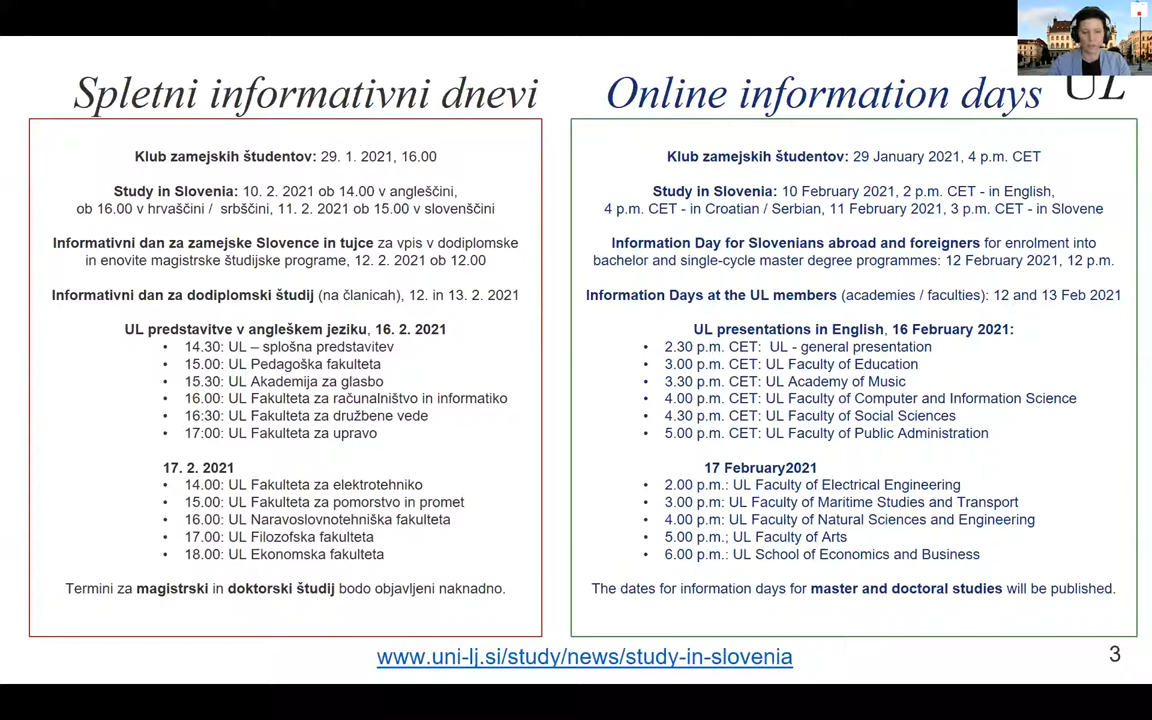 Spletni informativni dnevi
Klub zamejskih študentov: 29. 1. 2021, 16.00
Study in Slovenia: 10. 2. 2021 ob 14.00 v angleščini,
ob 16.00 v hrvaščini / srbščini, 11. 2. 2021 ob 15.00 v slovenščini
Informativni dan za zamejske Slovence in tujce za vpis v dodiplomske
in enovite magistrske študijske programe, 12. 2. 2021 ob 12.00
Informativni dan za dodiplomski študij (na članicah), 12. in 13. 2. 2021
UL predstavitve v angleškem jeziku, 16. 2. 2021
• 14.30: UL – splošna predstavitev
• 15.00: UL Pedagoška fakulteta
• 15.30: UL Akademija za glasbo
• 16.00: UL Fakulteta za računalništvo in informatiko
• 16:30: UL Fakulteta za družbene vede
• 17:00: UL Fakulteta za upravo
17. 2. 2021
• 14.00: UL Fakulteta za elektrotehniko
• 15.00: UL Fakulteta za pomorstvo in promet
• 16.00: UL Naravoslovnotehniška fakulteta
• 17.00: UL Filozofska fakulteta
• 18.00: UL Ekonomska fakulteta
Termini za magistrski in doktorski študij bodo objavljeni naknadno.
Online information days
UL
Klub zamejskih študentov: 29 January 2021, 4 p.m. CET
Study in Slovenia: 10 February 2021, 2 p.m. CET - in English,
4 p.m. CET - in Croatian / Serbian, 11 February 2021, 3 p.m. CET - in Slovene
Information Day for Slovenians abroad and foreigners for enrolment into
bachelor and single-cycle master degree programmes: 12 February 2021, 12 p.m.
Information Days at the UL members (academies / faculties): 12 and 13 Feb 2021
UL presentations in English, 16 February 2021:
• 2.30 p.m. CET: UL - general presentation
• 3.00 p.m. CET: UL Faculty of Education
• 3.30 p.m. CET: UL Academy of Music
• 4.00 p.m. CET: UL Faculty of Computer and Information Science
• 4.30 p.m. CET: UL Faculty of Social Sciences
• 5.00 p.m. CET: UL Faculty of Public Administration
17 February2021
• 2.00 p.m.: UL Faculty of Electrical Engineering
• 3.00 p.m: UL Faculty of Maritime Studies and Transport
• 4.00 p.m: UL Faculty of Natural Sciences and Engineering
• 5.00 p.m.; UL Faculty of Arts
• 6.00 p.m.: UL School of Economics and Business
The dates for information days for master and doctoral studies will be published.
www.uni-lj.si/study/news/study-in-slovenia
3